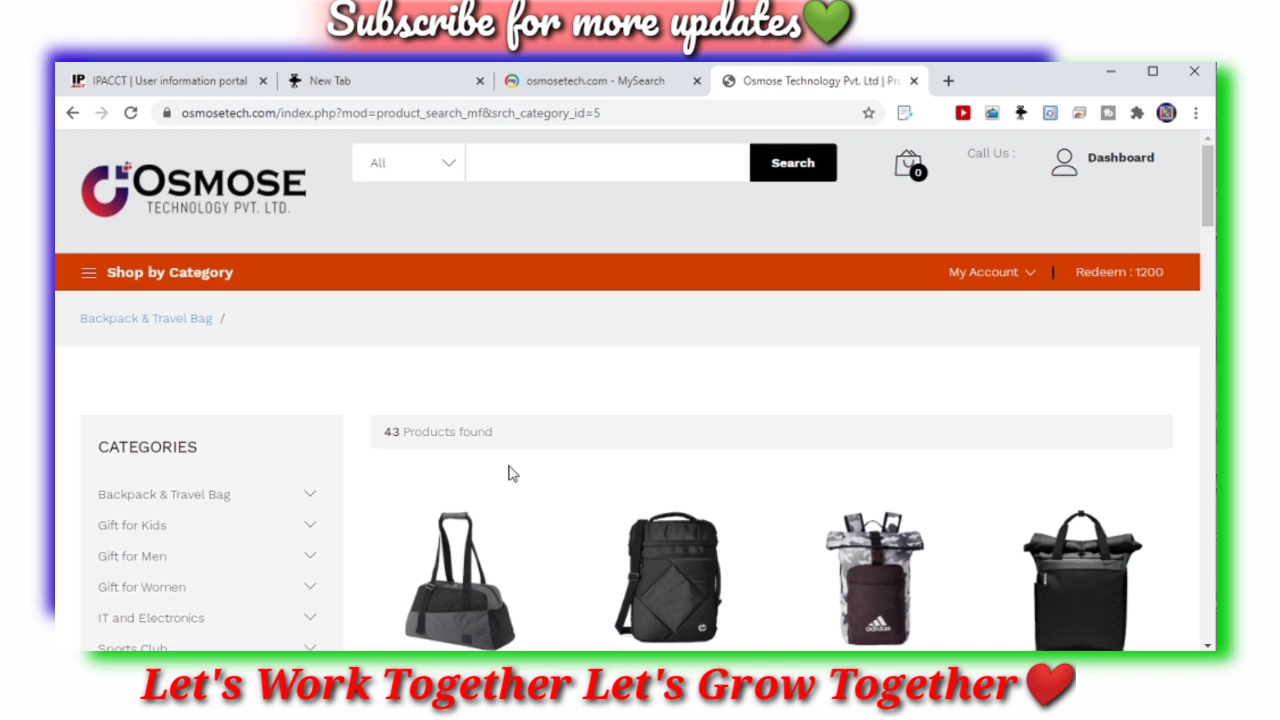 Subscribe for more updates💚
IPACCT | User information portal
New Tab
osmosetech.com - MySearch
Osmose Technology Pvt. Ltd | Pro
osmosetech.com/index.php?mod=product_search_mf&srch_category_id=5
OSMOSE
TECHNOLOGY PVT. LTD.
All
Search
0
Call Us :
Dashboard
Shop by Category
My Account
Redeem : 1200
Backpack & Travel Bag /
CATEGORIES
43 Products found
Backpack & Travel Bag
Gift for Kids
Gift for Men
Gift for Women
IT and Electronics
Sports Club
adidas
Let's Work Together Let's Grow Together❤️